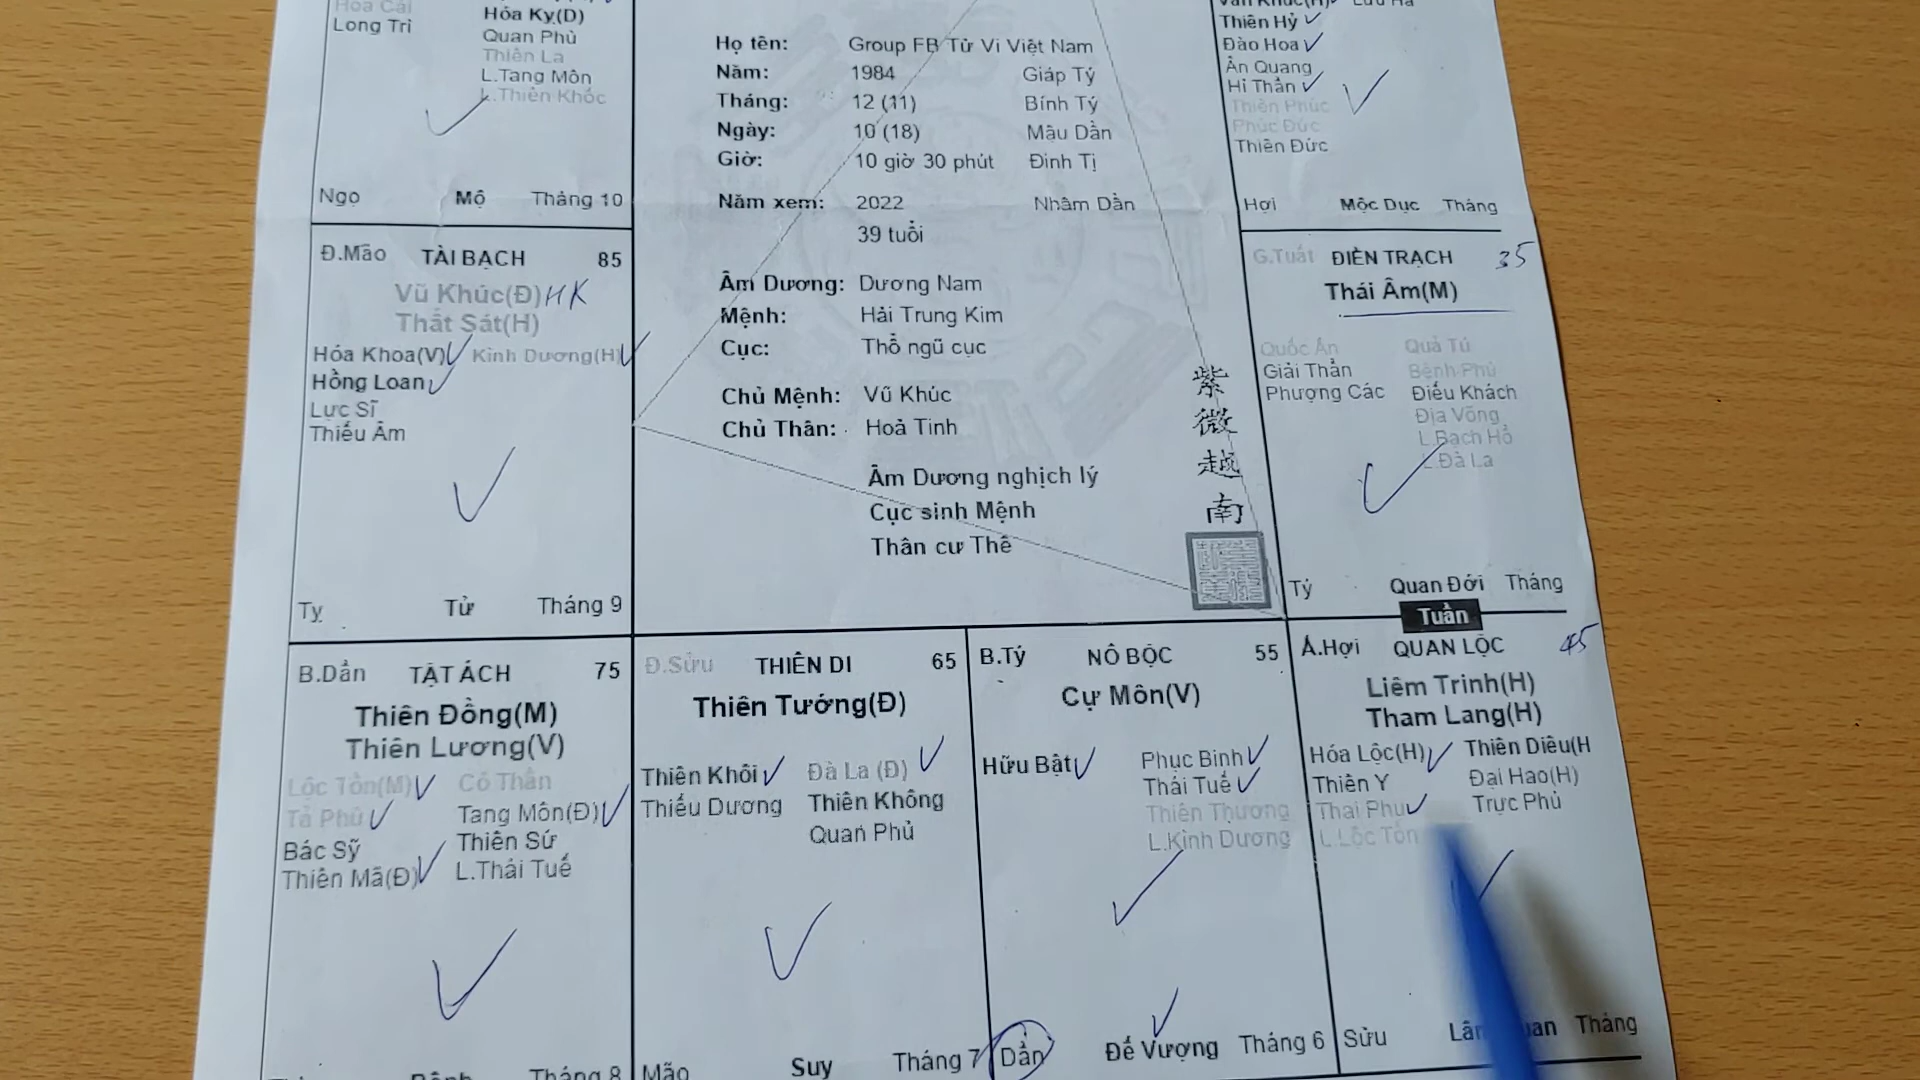 Hóa Kỵ(D)
Long Trì
Quan Phủ
Thiên La
L.Tang Môn
L.Thiên Khốc
Ngọ
Mộ
Tháng 10
Họ tên: Group FB Tử Vi Việt Nam
Năm: 1984 Giáp Tý
Tháng: 12 (11) Bính Tý
Ngày: 10 (18) Mậu Dần
Giờ: 10 giờ 30 phút Đinh Tị
Năm xem: 2022 Nhâm Dần
39 tuổi
Âm Dương: Dương Nam
Mệnh: Hải Trung Kim
Cục: Thổ ngũ cục
Chủ Mệnh: Vũ Khúc
Chủ Thân: Hoả Tinh
Âm Dương nghịch lý
Cục sinh Mệnh
Thân cư Thê
紫
微
越
南
Thiên Hỷ
Đào Hoa
Ân Quang
Hỉ Thần
Thiên Phúc
Phúc Đức
Thiên Đức
Hợi
Mộc Dục
Tháng
Đ.Mão
TÀI BẠCH
85
Vũ Khúc(Đ) HK
Thất Sát(H)
Hóa Khoa(V)
Kình Dương(H)
Hồng Loan
Lực Sĩ
Thiếu Âm
Tỵ
Tử
Tháng 9
G.Tuất
ĐIỀN TRẠCH
35
Thái Âm(M)
Quốc Ấn
Quả Tú
Giải Thần
Bệnh Phù
Phượng Các
Điếu Khách
Địa Võng
L.Bạch Hổ
L.Đà La
Tý
Quan Đới
Tháng
Tuần
B.Dần
TẬT ÁCH
75
Thiên Đồng(M)
Thiên Lương(V)
Lộc Tồn(M)
Cô Thần
Tả Phù
Tang Môn(Đ)
Bác Sỹ
Thiên Sứ
Thiên Mã(Đ)
L.Thái Tuế
Bệnh
Tháng 8
Đ.Sửu
THIÊN DI
65
Thiên Tướng(Đ)
Thiên Khôi
Đà La (Đ)
Thiếu Dương
Thiên Không
Quan Phủ
Mão
Suy
Tháng 7
B.Tý
NÔ BỘC
55
Cự Môn(V)
Hữu Bật
Phục Binh
Thái Tuế
Thiên Thương
L.Kình Dương
Dần
Đế Vượng
Tháng 6
Ấ.Hợi
QUAN LỘC
45
Liêm Trinh(H)
Tham Lang(H)
Hóa Lộc(H)
Thiên Diêu(H
Thiên Y
Đại Hao(H)
Thai Phụ
Trực Phù
L.Lộc Tồn
Sửu
Tháng